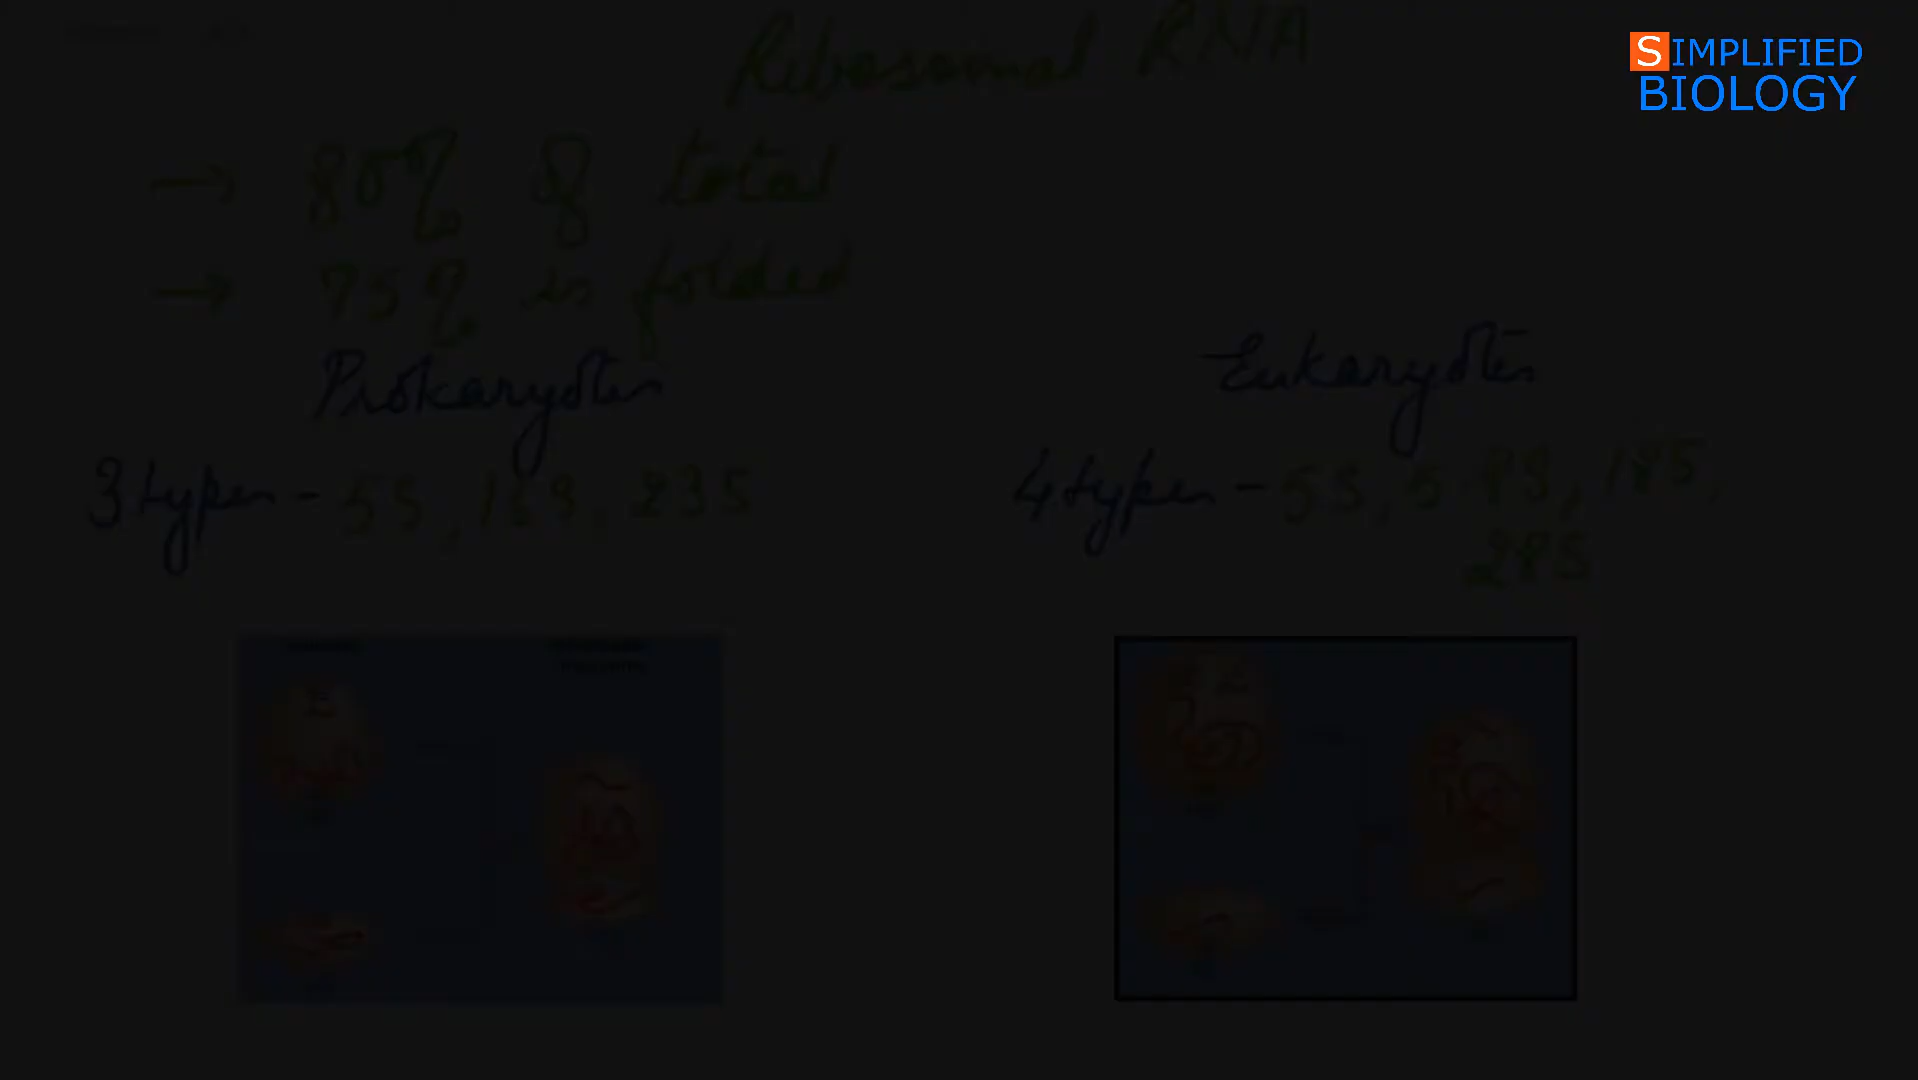 Ribosomal RNA
SIMPLIFIED
BIOLOGY
→ 80% of total
→ 75% is folded
Prokaryotes
Eukaryotes
3 types - 5S, 16S, 23S
4 types - 5S, 5.8S, 18S,
28S